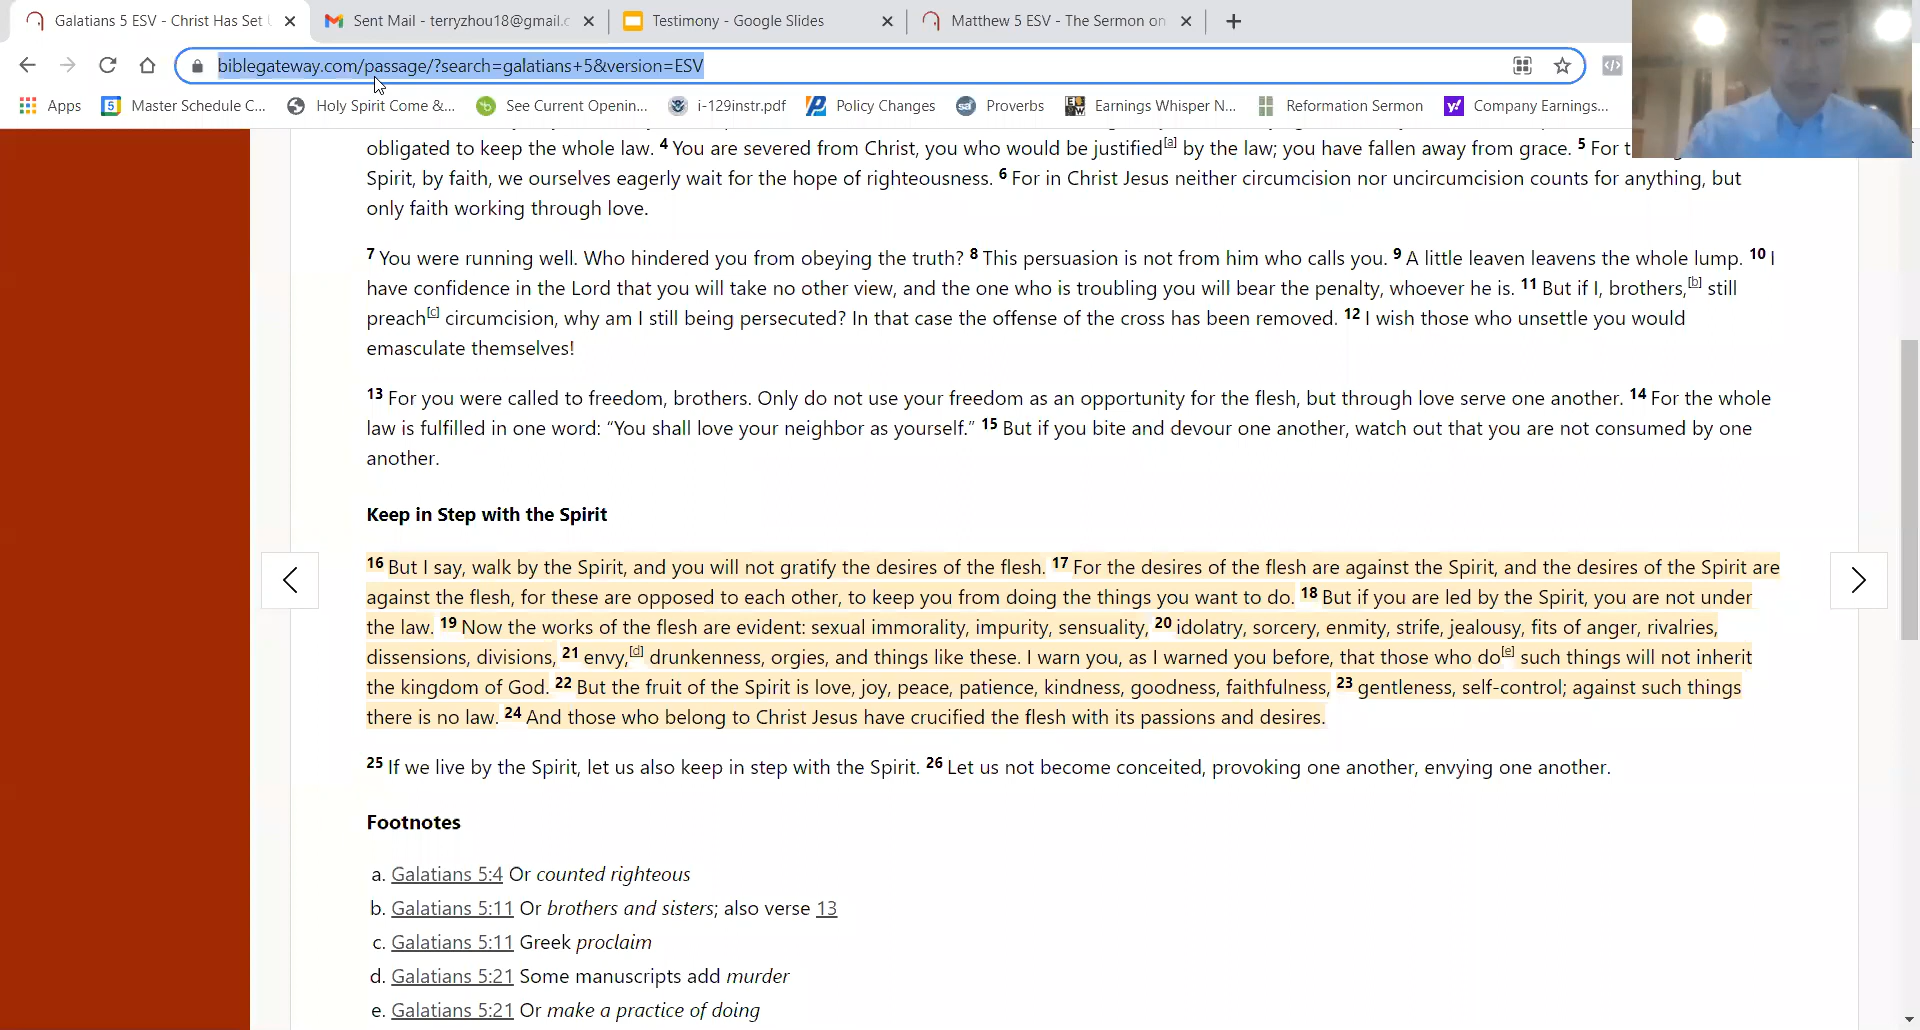 Galatians 5 ESV - Christ Has Set
Sent Mail - terryzhou18@gmail.c
Testimony - Google Slides
Matthew 5 ESV - The Sermon on
biblegateway.com/passage/?search=galatians+5&version=ESV
Apps
5 Master Schedule C...
Holy Spirit Come &...
See Current Openin...
i-129instr.pdf
Policy Changes
sa Proverbs
Earnings Whisper N...
Reformation Sermon
y! Company Earnings...
obligated to keep the whole law. 4 You are severed from Christ, you who would be justified[a] by the law; you have fallen away from grace. 5 For
Spirit, by faith, we ourselves eagerly wait for the hope of righteousness. 6 For in Christ Jesus neither circumcision nor uncircumcision counts for anything, but
only faith working through love.
7 You were running well. Who hindered you from obeying the truth? 8 This persuasion is not from him who calls you. 9 A little leaven leavens the whole lump. 10 I
have confidence in the Lord that you will take no other view, and the one who is troubling you will bear the penalty, whoever he is. 11 But if I, brothers,[b] still
preach[c] circumcision, why am I still being persecuted? In that case the offense of the cross has been removed. 12 I wish those who unsettle you would
emasculate themselves!
13 For you were called to freedom, brothers. Only do not use your freedom as an opportunity for the flesh, but through love serve one another. 14 For the whole
law is fulfilled in one word: “You shall love your neighbor as yourself.” 15 But if you bite and devour one another, watch out that you are not consumed by one
another.
Keep in Step with the Spirit
16 But I say, walk by the Spirit, and you will not gratify the desires of the flesh. 17 For the desires of the flesh are against the Spirit, and the desires of the Spirit are
against the flesh, for these are opposed to each other, to keep you from doing the things you want to do. 18 But if you are led by the Spirit, you are not under
the law. 19 Now the works of the flesh are evident: sexual immorality, impurity, sensuality, 20 idolatry, sorcery, enmity, strife, jealousy, fits of anger, rivalries,
dissensions, divisions, 21 envy,[d] drunkenness, orgies, and things like these. I warn you, as I warned you before, that those who do[e] such things will not inherit
the kingdom of God. 22 But the fruit of the Spirit is love, joy, peace, patience, kindness, goodness, faithfulness, 23 gentleness, self-control; against such things
there is no law. 24 And those who belong to Christ Jesus have crucified the flesh with its passions and desires.
25 If we live by the Spirit, let us also keep in step with the Spirit. 26 Let us not become conceited, provoking one another, envying one another.
Footnotes
a. Galatians 5:4 Or counted righteous
b. Galatians 5:11 Or brothers and sisters; also verse 13
c. Galatians 5:11 Greek proclaim
d. Galatians 5:21 Some manuscripts add murder
e. Galatians 5:21 Or make a practice of doing